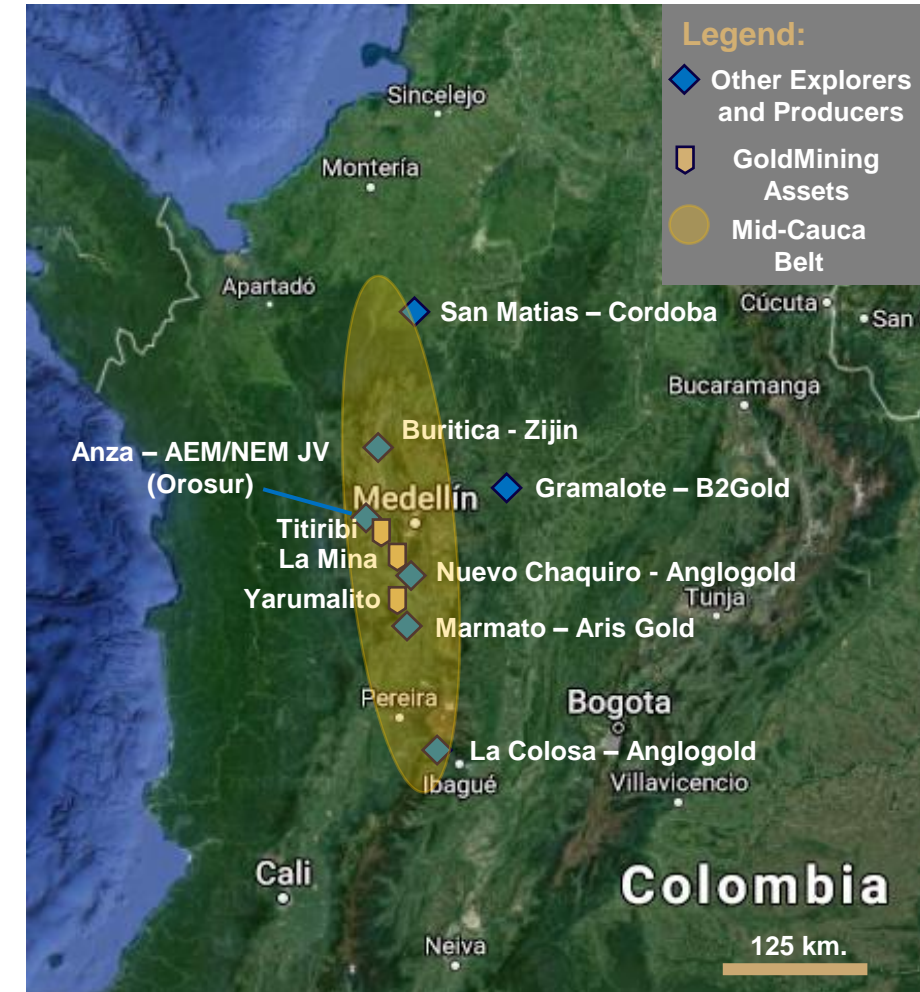 Legend:
Other Explorers
and Producers
GoldMining
Assets
Mid-Cauca
Belt
Sincelejo
Montería
Apartadó
San Matias – Cordoba
Cúcuta
San
Bucaramanga
Buritica - Zijin
Anza – AEM/NEM JV
(Orosur)
Medellín
Gramalote – B2Gold
Titiribi
La Mina
Nuevo Chaquiro - Anglogold
Yarumalito
Tunja
Marmato – Aris Gold
Pereira
Bogota
La Colosa – Anglogold
Ibagué
Villavicencio
Cali
Colombia
Neiva
125 km.